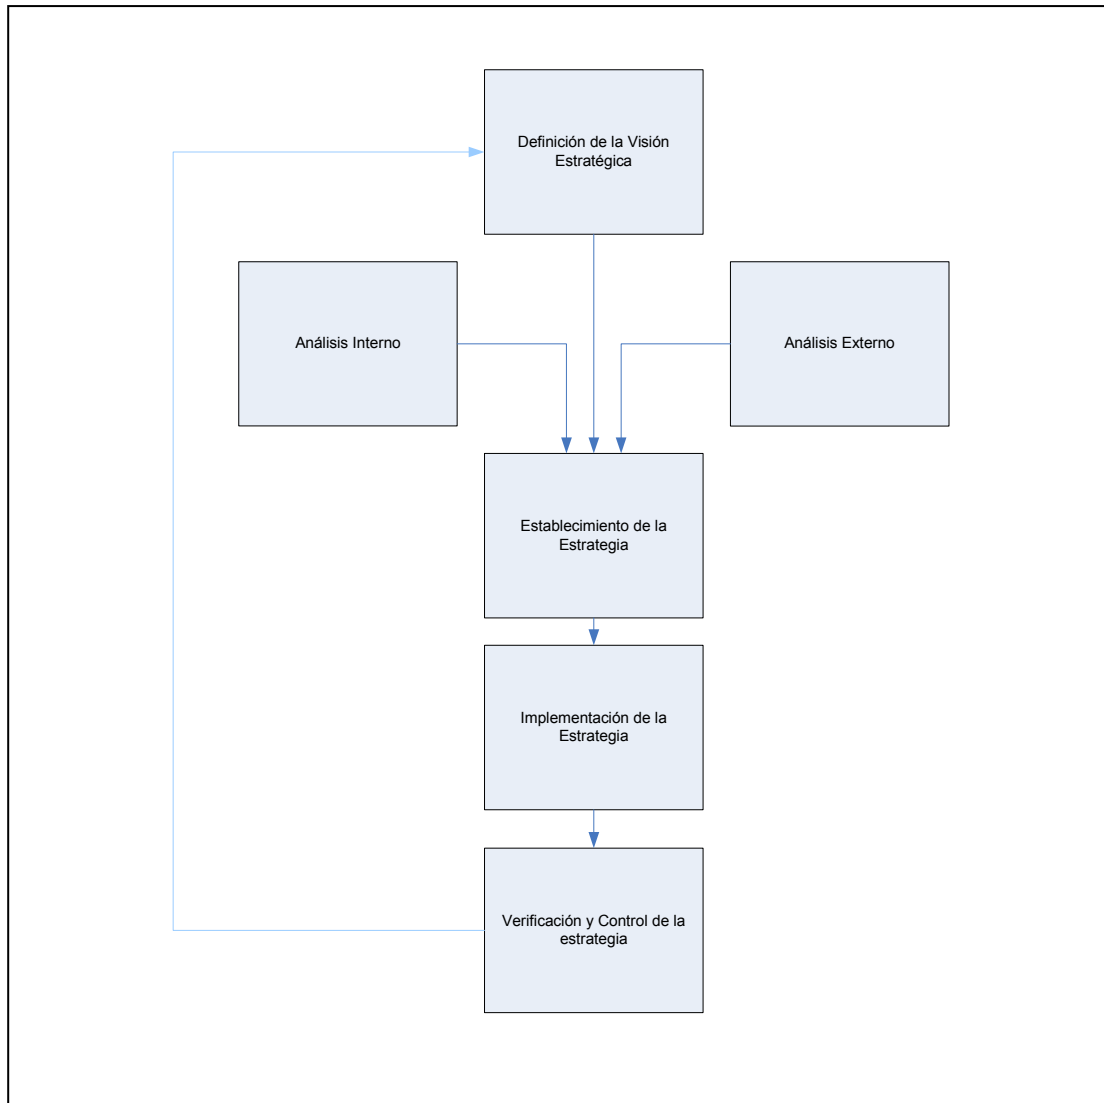 Definición de la Visión
Estratégica
Análisis Interno
Análisis Externo
Establecimiento de la
Estrategia
Implementación de la
Estrategia
Verificación y Control de la
estrategia